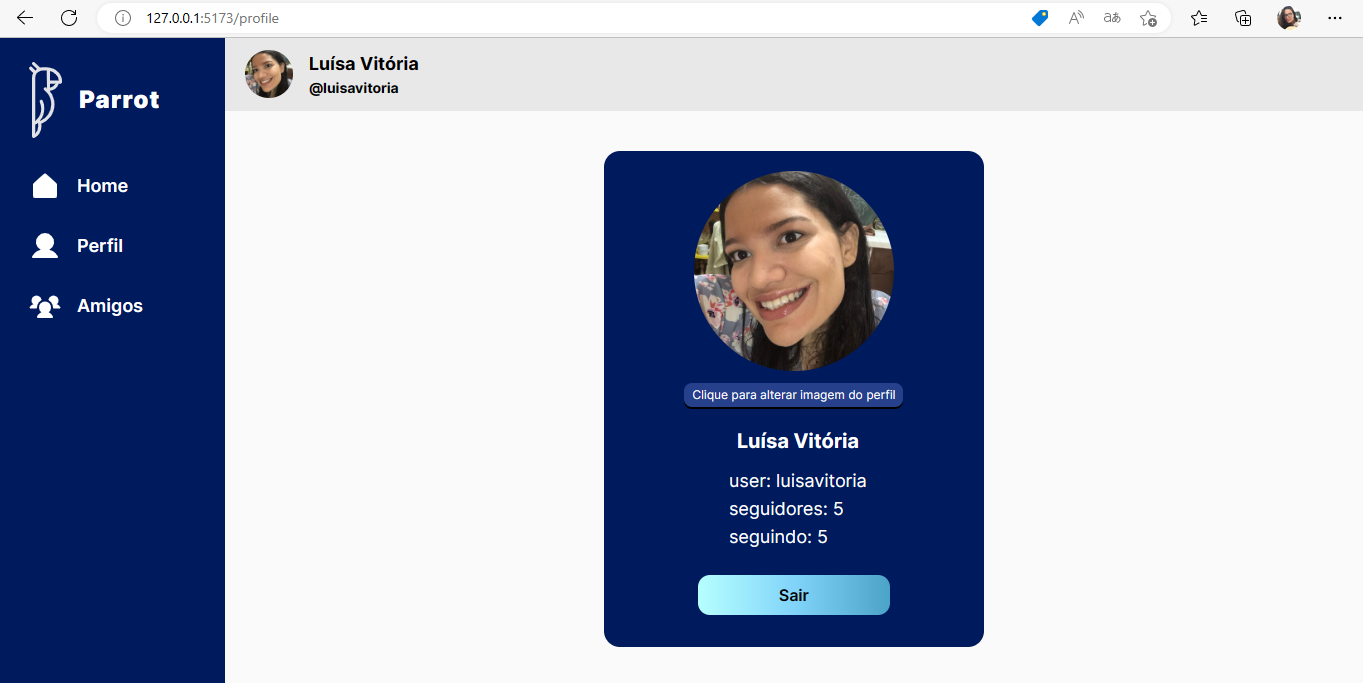 127.0.0.1:5173/profile
Parrot
Home
Perfil
Amigos
Luísa Vitória
@luisavitoria
Clique para alterar imagem do perfil
Luísa Vitória
user: luisavitoria
seguidores: 5
seguindo: 5
Sair